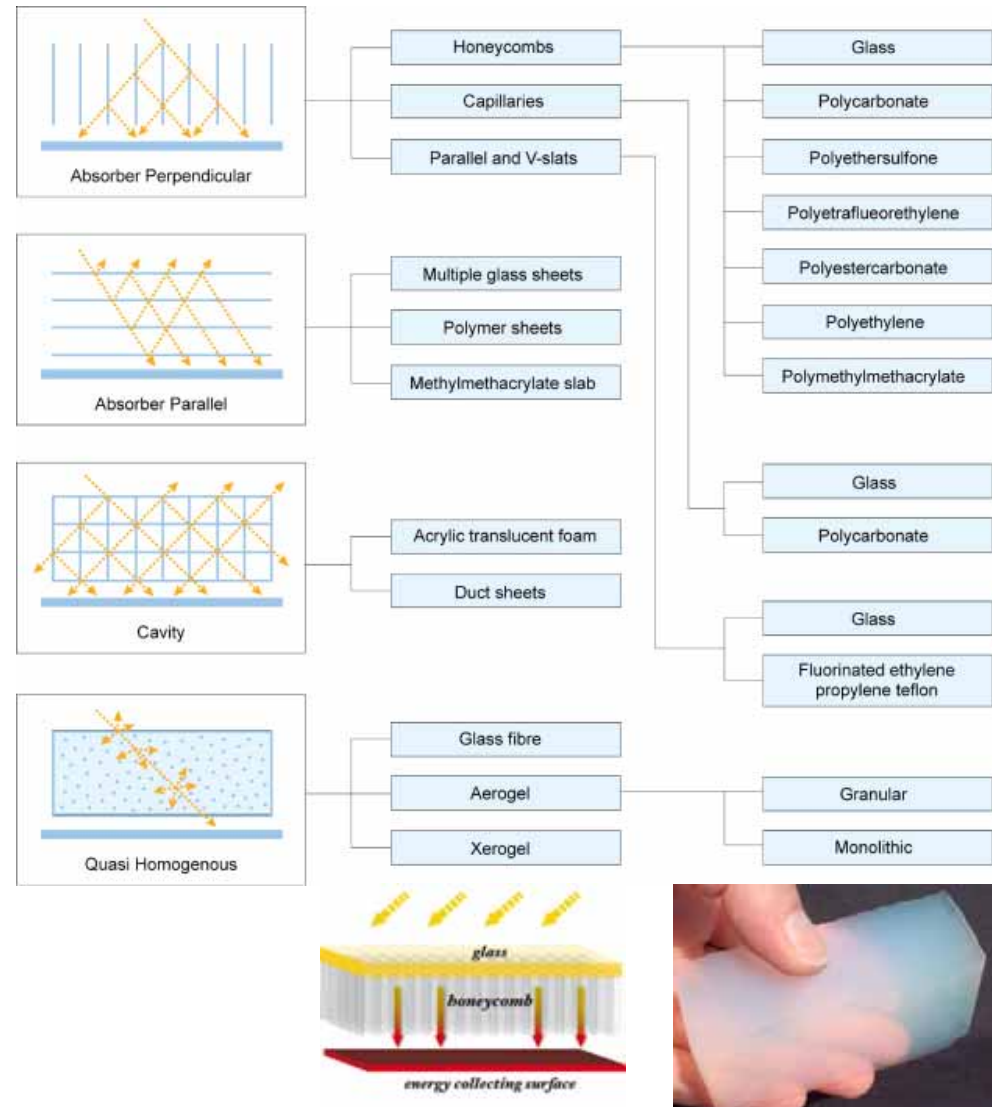 Absorber Perpendicular
Honeycombs
Capillaries
Parallel and V-slats
Glass
Polycarbonate
Polyethersulfone
Polyetraflueorethylene
Polyestercarbonate
Polyethylene
Polymethylmethacrylate
Absorber Parallel
Multiple glass sheets
Polymer sheets
Methylmethacrylate slab
Glass
Polycarbonate
Cavity
Acrylic translucent foam
Duct sheets
Glass
Fluorinated ethylene
propylene teflon
Quasi Homogenous
Glass fibre
Aerogel
Xerogel
Granular
Monolithic
glass
honeycomb
energy collecting surface